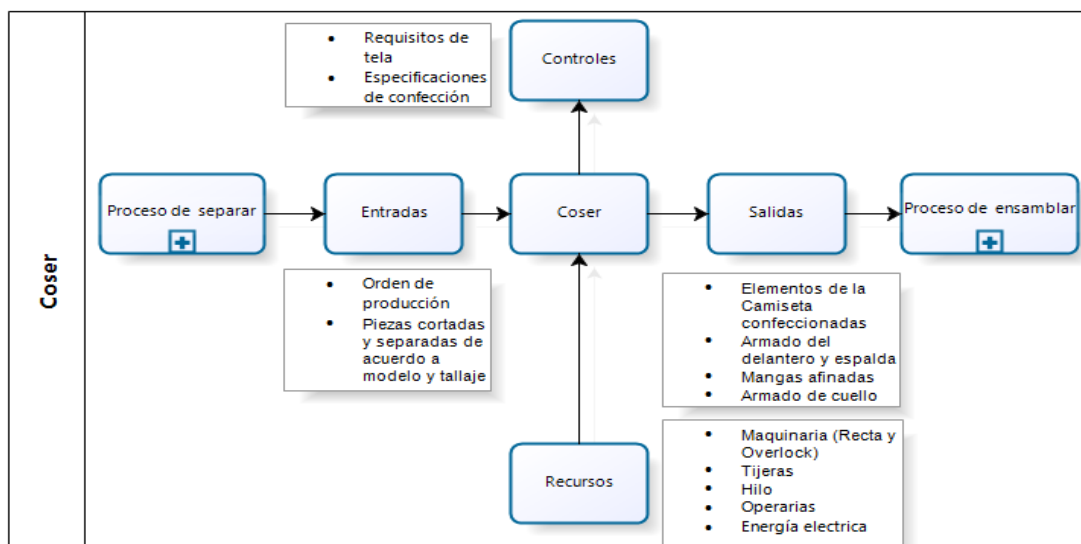 Coser
Requisitos de
tela
Especificaciones
de confección
Controles
Proceso de separar
Entradas
Coser
Salidas
Proceso de ensamblar
Orden de
producción
Piezas cortadas
y separadas de
acuerdo a
modelo y tallaje
Elementos de la
Camiseta
confeccionadas
Armado del
delantero y espalda
Mangas afinadas
Armado de cuello
Recursos
Maquinaria (Recta y
Overlock)
Tijeras
Hilo
Operarias
Energía electrica